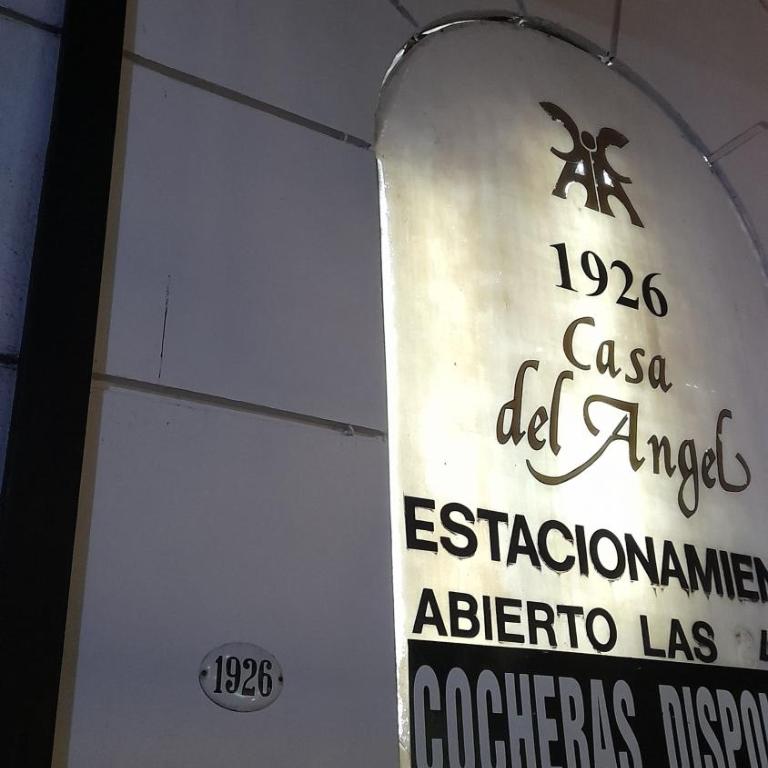 1926
Casa
del Angel
ESTACIONAMIEN
ABIERTO LAS
COCHERAS DISPO
1926